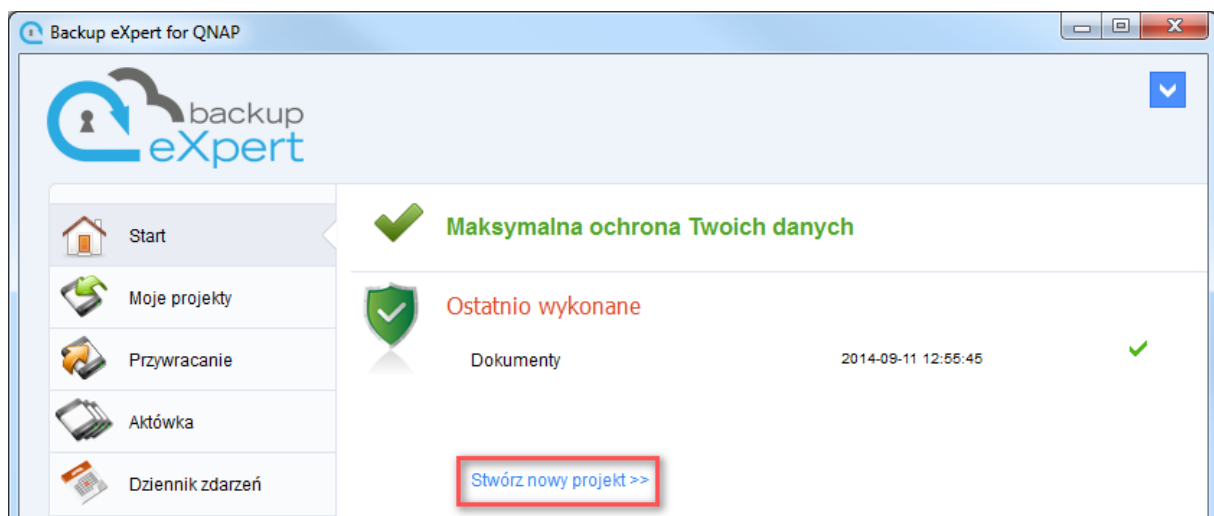 Backup eXpert for QNAP
backup
eXpert
Start
Maksymalna ochrona Twoich danych
Moje projekty
Ostatnio wykonane
Przywracanie
Dokumenty 2014-09-11 12:55:45
Aktówka
Dziennik zdarzeń
Stwórz nowy projekt >>